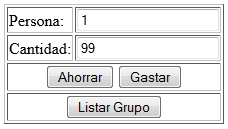 Persona: 1
Cantidad: 99
Ahorrar Gastar
Listar Grupo